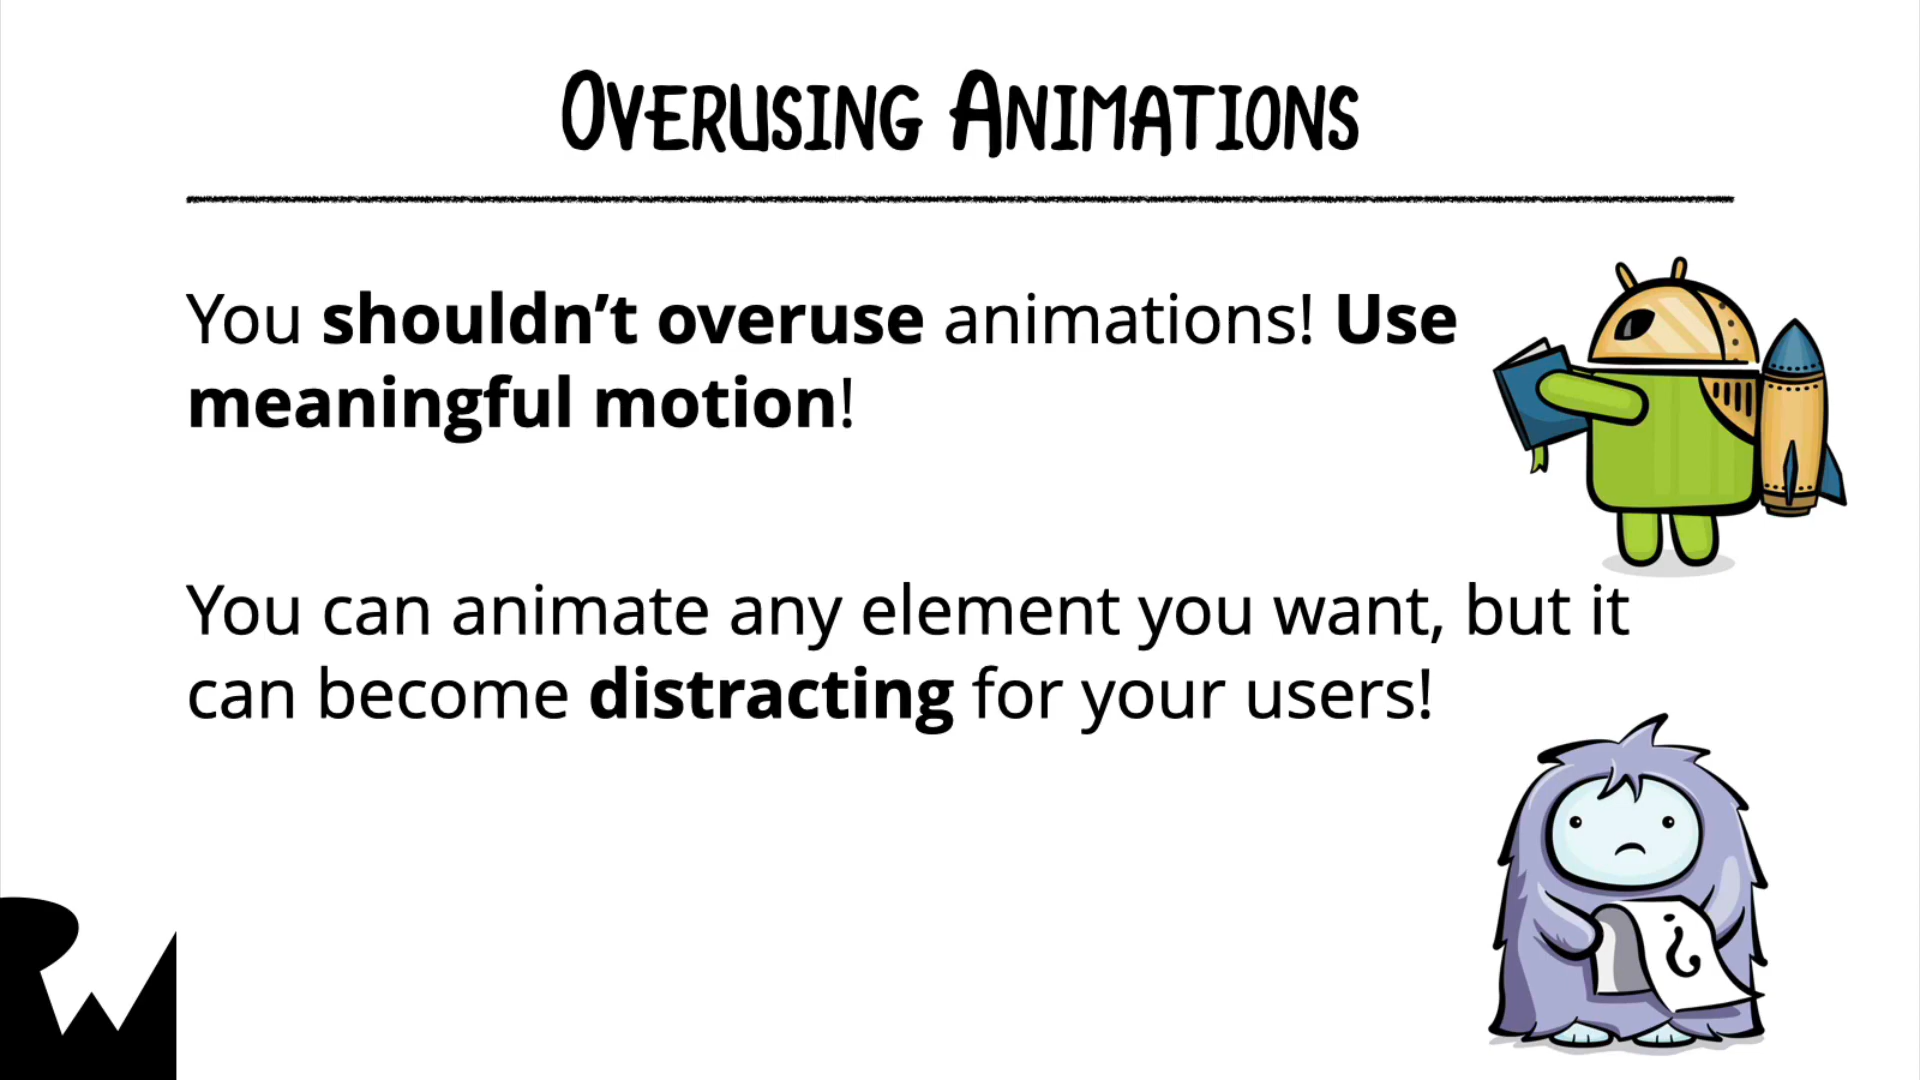 Overusing Animations
You shouldn’t overuse animations! Use
meaningful motion!
You can animate any element you want, but it
can become distracting for your users!
?
RW